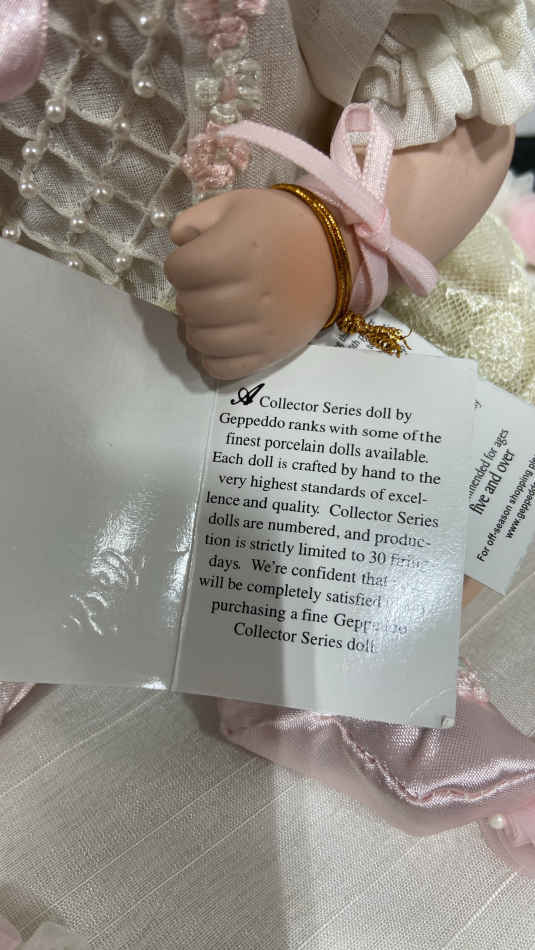 A Collector Series doll by
Geppeddo ranks with some of the
finest porcelain dolls available.
Each doll is crafted by hand to the
very highest standards of excel-
lence and quality. Collector Series
dolls are numbered, and produc-
tion is strictly limited to 30 firing
days. We're confident that
will be completely satisfied
purchasing a fine Geppeddo
Collector Series doll.
for ages
five and over
For off-season shopping
www.geppeddo